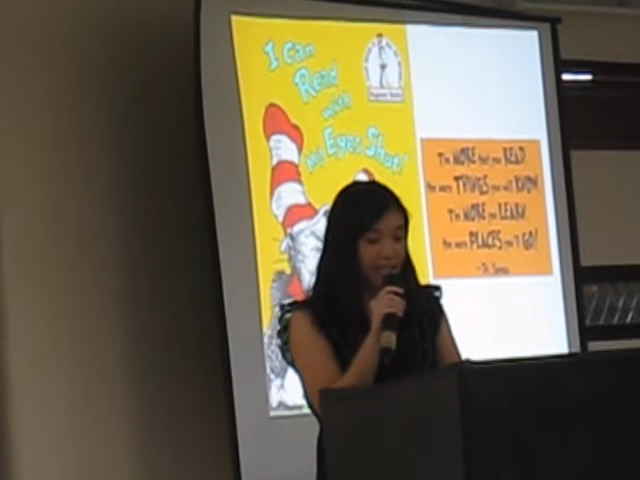 I Can
Read
with
My Eyes Shut!
The MORE that you READ,
the more THINGS you will KNOW.
The MORE you LEARN,
the more PLACES you'll GO!
- Dr. Seuss